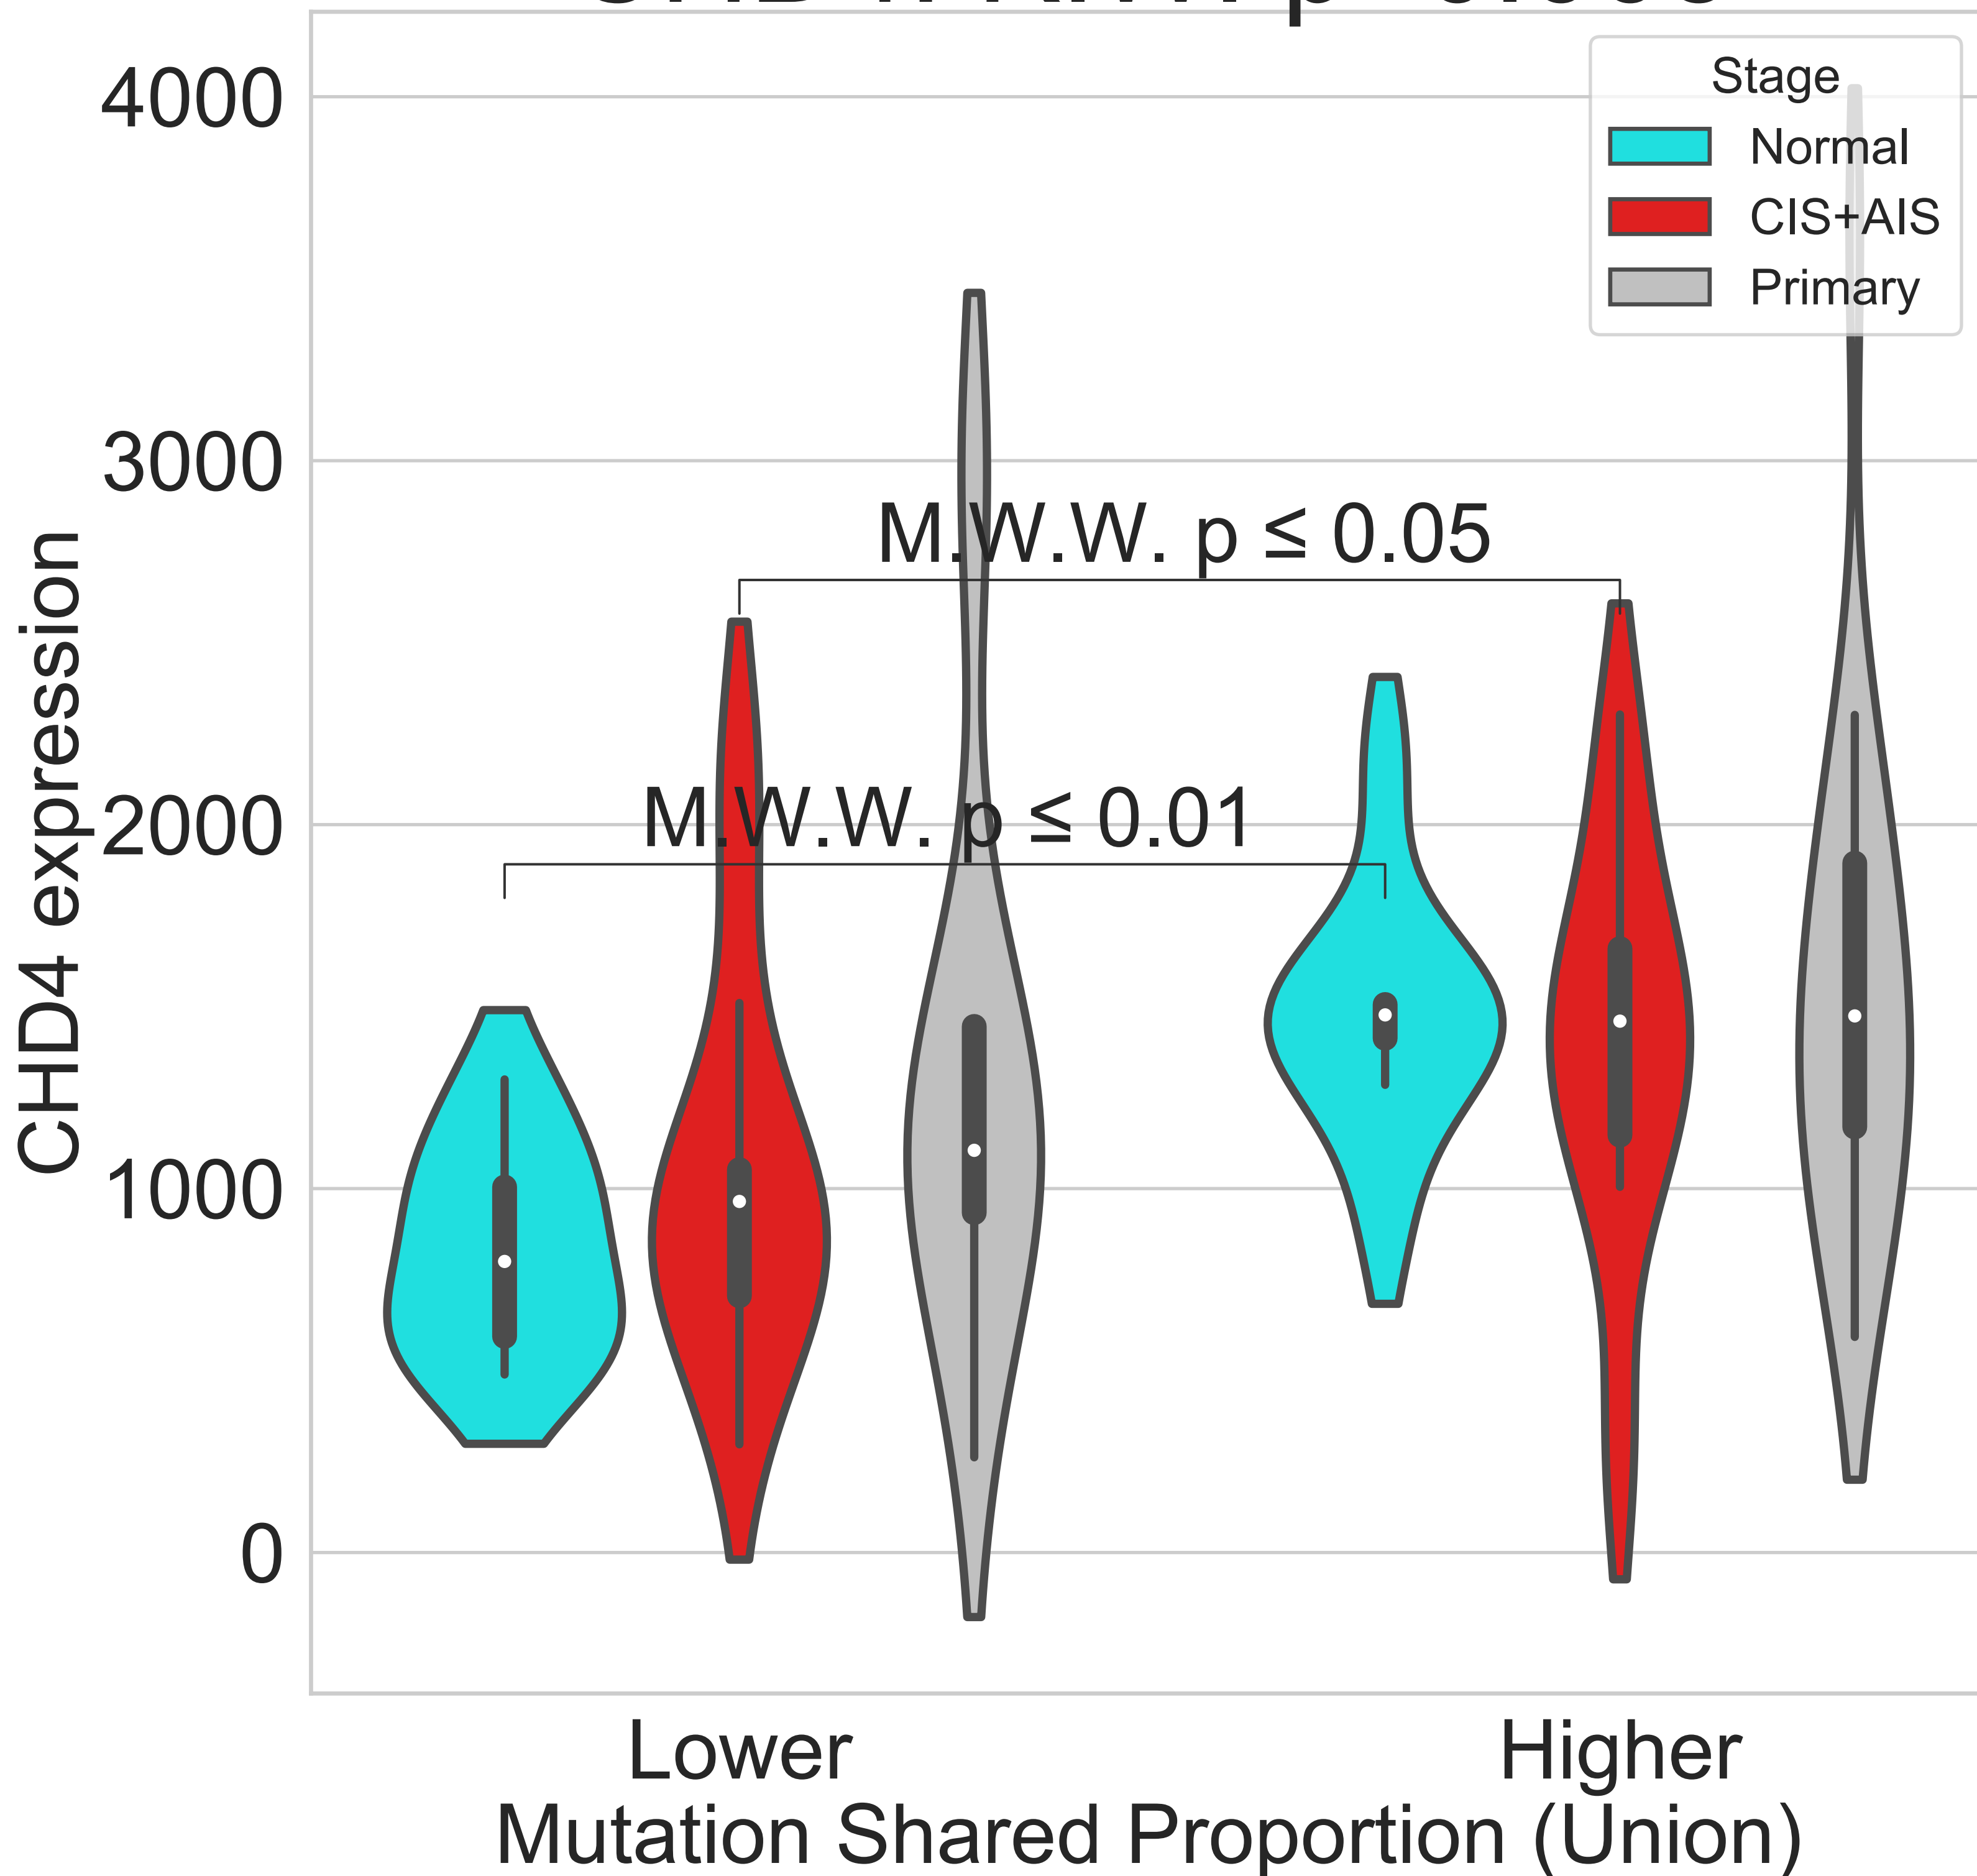 4000
3000
2000
1000
0
CHD4 expression
Stage
Normal
CIS+AIS
Primary
M.W.W. p ≤ 0.05
M.W.W. p ≤ 0.01
Lower
Higher
Mutation Shared Proportion (Union)